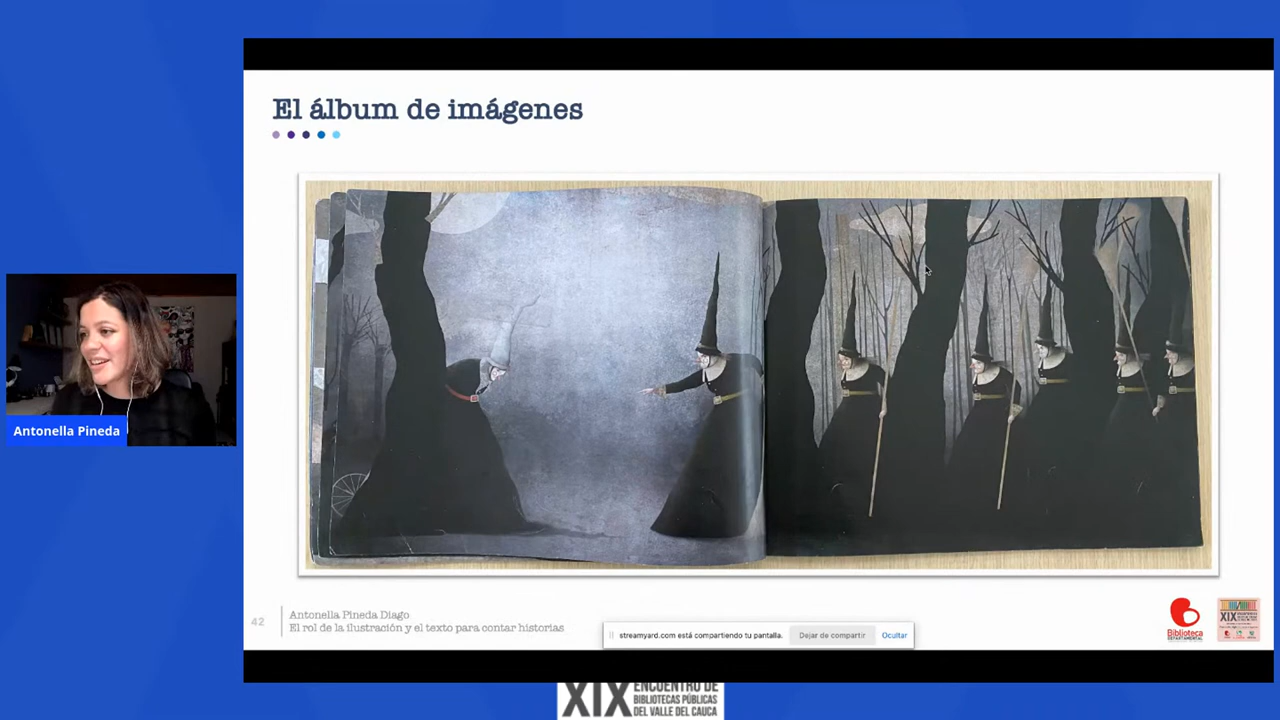 El álbum de imágenes
Antonella Pineda
42
Antonella Pineda Diago
El rol de la ilustración y el texto para contar historias
streamyard.com está compartiendo tu pantalla.
Dejar de compartir
Ocultar
Biblioteca
DEPARTAMENTAL
XIX
XIX
ENCUENTRO DE
BIBLIOTECAS PÚBLICAS
DEL VALLE DEL CAUCA